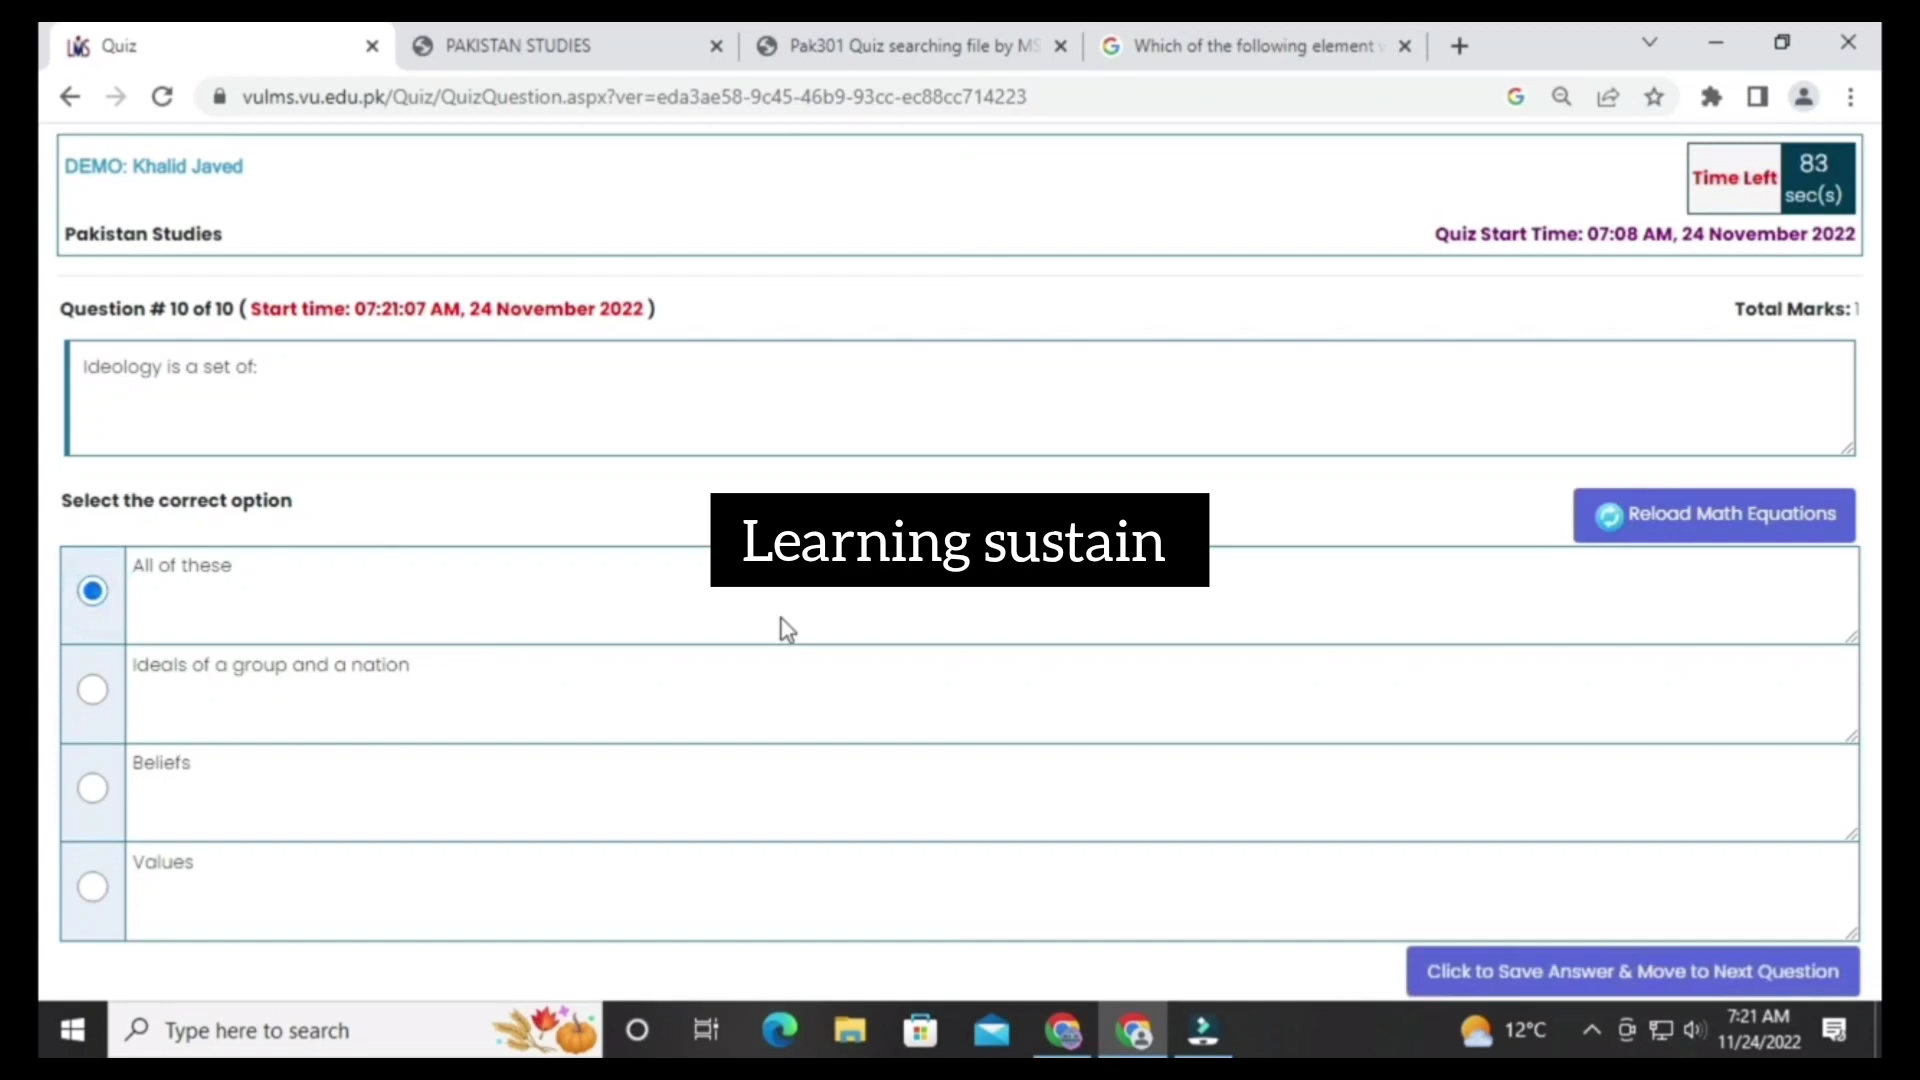 Quiz
PAKISTAN STUDIES
Pak301 Quiz searching file by MS
Which of the following element
vulms.vu.edu.pk/Quiz/QuizQuestion.aspx?ver=eda3ae58-9c45-46b9-93cc-ec88cc714223
DEMO: Khalid Javed
Time Left
83
sec(s)
Pakistan Studies
Quiz Start Time: 07:08 AM, 24 November 2022
Question # 10 of 10 ( Start time: 07:21:07 AM, 24 November 2022 )
Total Marks: 1
Ideology is a set of:
Select the correct option
Reload Math Equations
Learning sustain
All of these
Ideals of a group and a nation
Beliefs
Values
Click to Save Answer & Move to Next Question
Type here to search
12°C
7:21 AM
11/24/2022